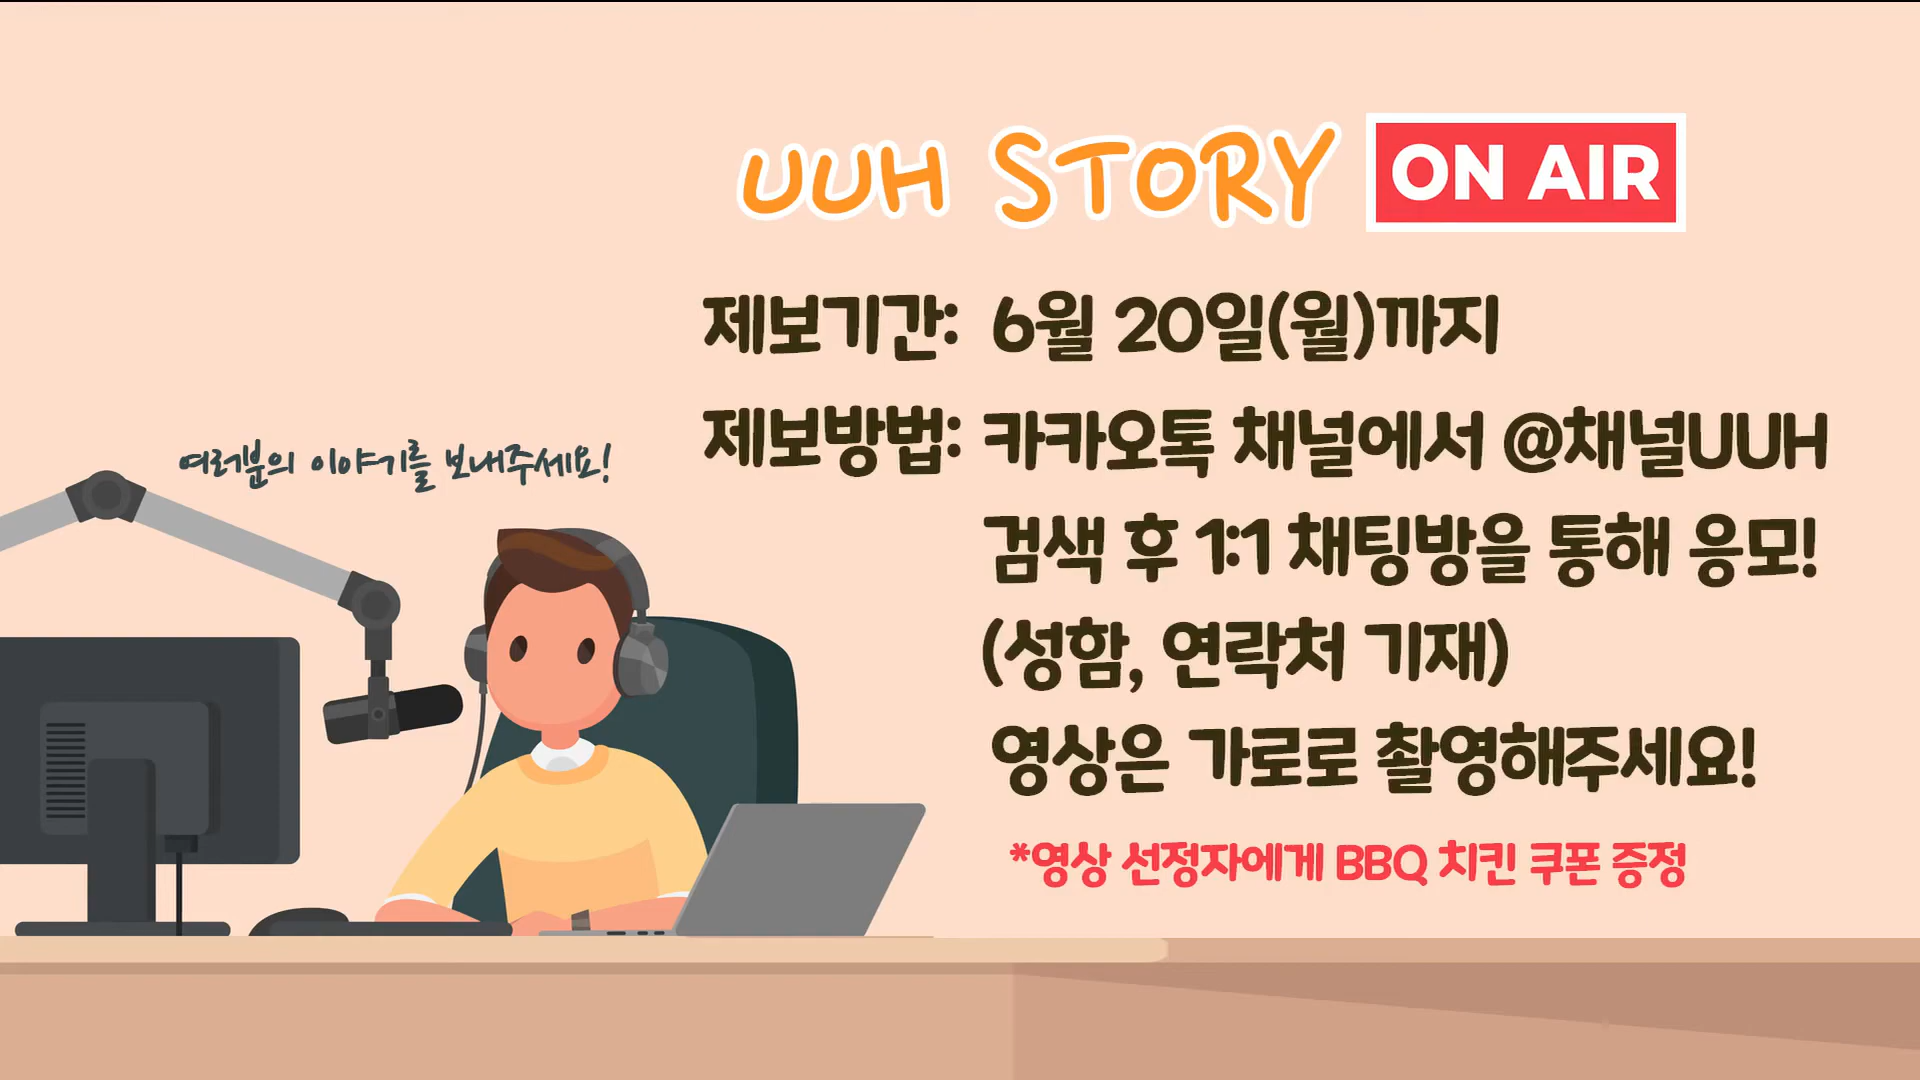 UUH STORY ON AIR
제보기간: 6월 20일(월)까지
제보방법: 카카오톡 채널에서 @채널UUH
검색 후 1:1 채팅방을 통해 응모!
(성함, 연락처 기재)
영상은 가로로 촬영해주세요!
*영상 선정자에게 BBQ 치킨 쿠폰 증정
여러분의 이야기를 보내주세요!